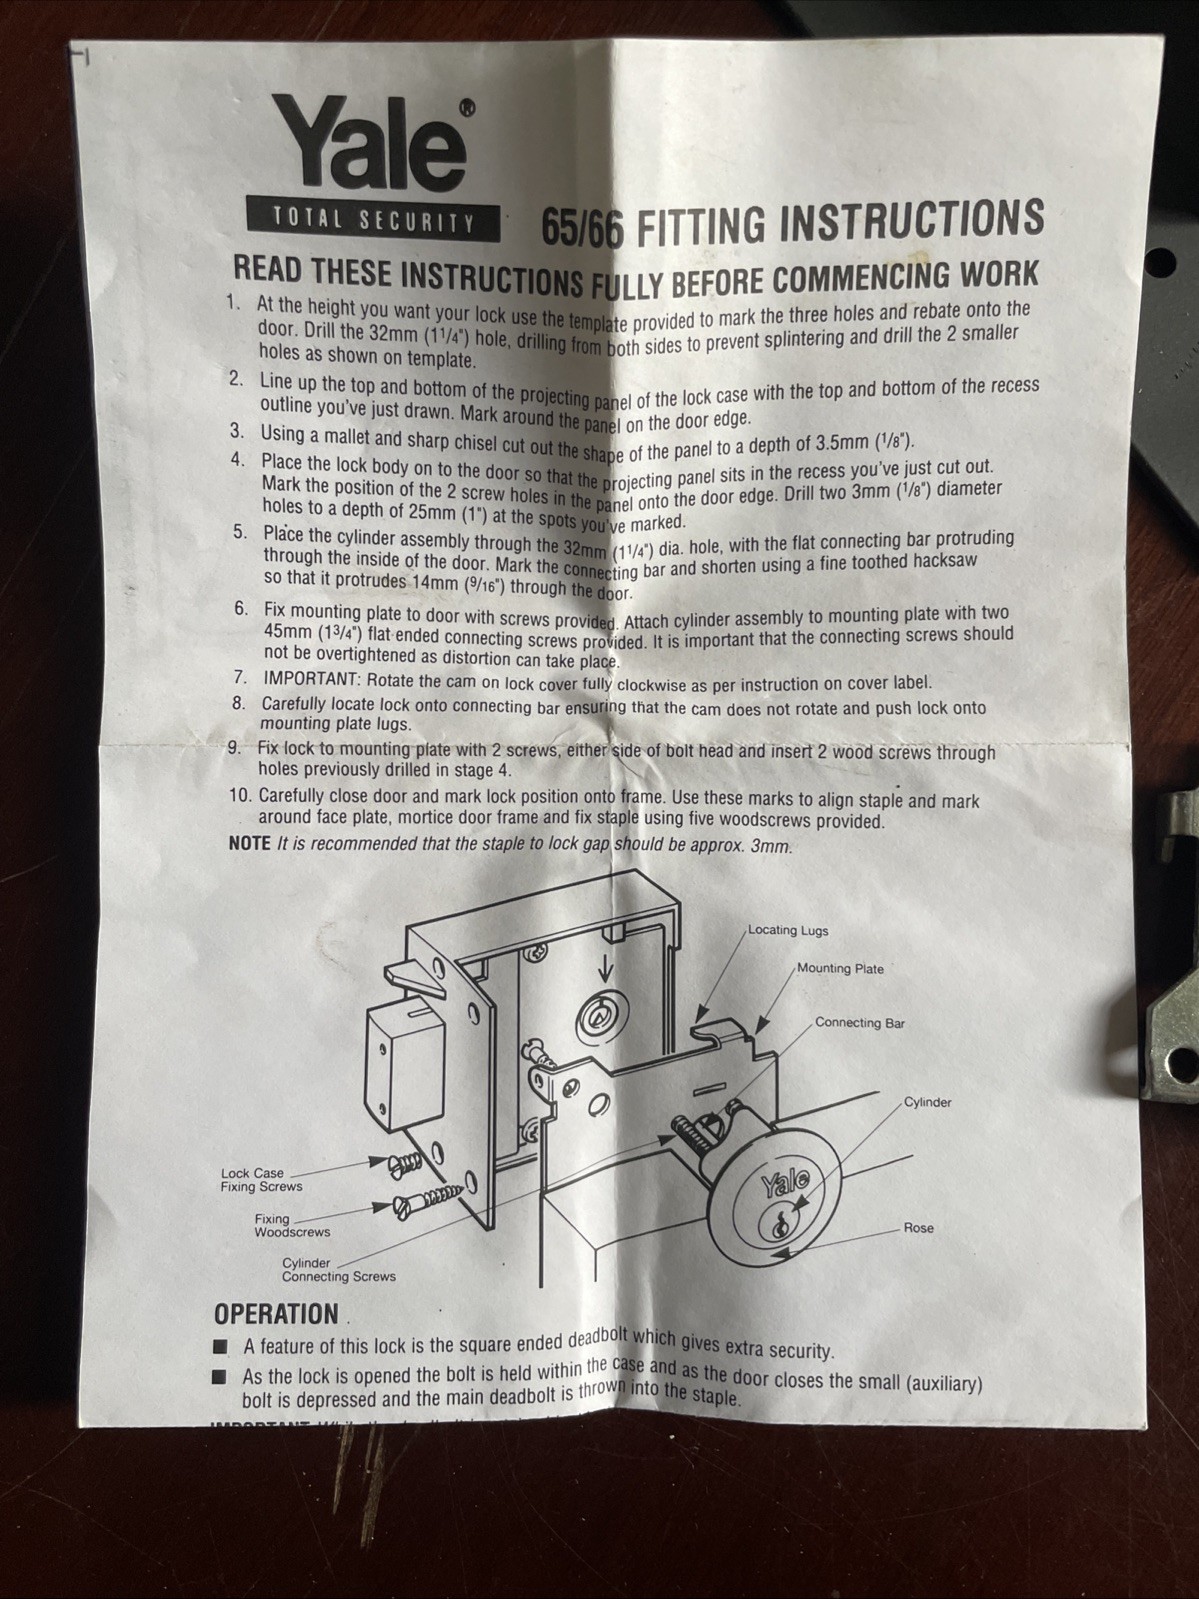 Yale®
TOTAL SECURITY
65/66 FITTING INSTRUCTIONS
READ THESE INSTRUCTIONS FULLY BEFORE COMMENCING WORK
1. At the height you want your lock use the template provided to mark the three holes and rebate onto the
door. Drill the 32mm (1 1/4") hole, drilling from both sides to prevent splintering and drill the 2 smaller
holes as shown on template.
2. Line up the top and bottom of the projecting panel of the lock case with the top and bottom of the recess
outline you've just drawn. Mark around the panel on the door edge.
3. Using a mallet and sharp chisel cut out the shape of the panel to a depth of 3.5mm (1/8").
4. Place the lock body on to the door so that the projecting panel sits in the recess you've just cut out.
Mark the position of the 2 screw holes in the panel onto the door edge. Drill two 3mm (1/8") diameter
holes to a depth of 25mm (1") at the spots you've marked.
5. Place the cylinder assembly through the 32mm (1 1/4") dia. hole, with the flat connecting bar protruding
through the inside of the door. Mark the connecting bar and shorten using a fine toothed hacksaw
so that it protrudes 14mm (9/16") through the door.
6. Fix mounting plate to door with screws provided. Attach cylinder assembly to mounting plate with two
45mm (1 3/4") flat ended connecting screws provided. It is important that the connecting screws should
not be overtightened as distortion can take place.
7. IMPORTANT: Rotate the cam on lock cover fully clockwise as per instruction on cover label.
8. Carefully locate lock onto connecting bar ensuring that the cam does not rotate and push lock onto
mounting plate lugs.
9. Fix lock to mounting plate with 2 screws, either side of bolt head and insert 2 wood screws through
holes previously drilled in stage 4.
10. Carefully close door and mark lock position onto frame. Use these marks to align staple and mark
around face plate, mortice door frame and fix staple using five woodscrews provided.
NOTE It is recommended that the staple to lock gap should be approx. 3mm.
Locating Lugs
Mounting Plate
Connecting Bar
Cylinder
Yale
Lock Case
Fixing Screws
Fixing
Woodscrews
Rose
Cylinder
Connecting Screws
OPERATION
■ A feature of this lock is the square ended deadbolt which gives extra security.
■ As the lock is opened the bolt is held within the case and as the door closes the small (auxiliary)
bolt is depressed and the main deadbolt is thrown into the staple.